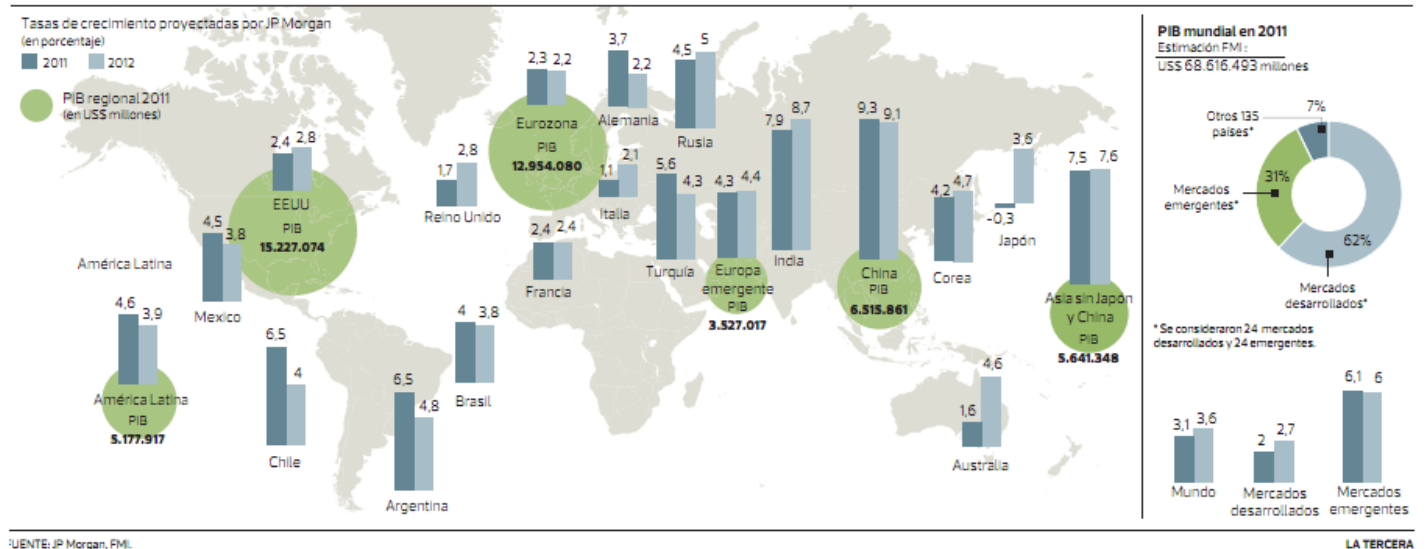 Tasas de crecimiento proyectadas por JP Morgan
(en porcentaje)
2011 2012
PIB regional 2011
(en US$ millones)
2,4 2,8
EEUU
PIB
15.227.074
4,5 3,8
Mexico
América Latina
4,6 3,9
América Latina
PIB
5.177.917
6,5 4
Chile
6,5 4,8
Argentina
4 3,8
Brasil
1,7 2,8
Reino Unido
2,3 2,2
Eurozona
PIB
12.954.080
3,7 2,2
Alemania
4,5 5
Rusia
1,1 2,1
Italia
2,4 2,4
Francia
5,6 4,3
Turquía
4,3 4,4
Europa
emergente
PIB
3.527.017
7,9 8,7
India
9,3 9,1
China
PIB
6.515.861
4,2 4,7
Corea
-0,3 3,6
Japón
7,5 7,6
Asia sin Japón
y China
PIB
5.641.348
1,6 4,6
Australia
PIB mundial en 2011
Estimación FMI:
US$ 68.616.493 millones
Otros 135
países*
7%
Mercados
emergentes*
31%
62%
Mercados
desarrollados*
* Se consideraron 24 mercados
desarrollados y 24 emergentes.
3,1 3,6
Mundo
2 2,7
Mercados
desarrollados
6,1 6
Mercados
emergentes
FUENTE: JP Morgan, FMI.
LA TERCERA